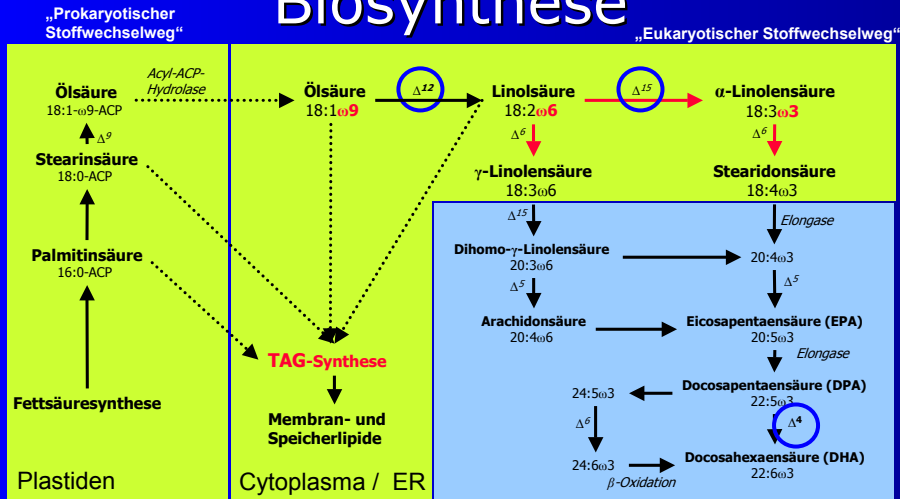 „Prokaryotischer
Stoffwechselweg“
Biosynthese
„Eukaryotischer Stoffwechselweg“
Ölsäure
18:1-ω9-ACP
Acyl-ACP-
Hydrolase
Δ9
Stearinsäure
18:0-ACP
Palmitinsäure
16:0-ACP
Fettsäuresynthese
Plastiden
Ölsäure
18:1ω9
Δ12
Linolsäure
18:2ω6
Δ15
α-Linolensäure
18:3ω3
Δ6
Δ6
γ-Linolensäure
18:3ω6
Stearidonsäure
18:4ω3
Δ15
Elongase
Dihomo-γ-Linolensäure
20:3ω6
20:4ω3
Δ5
Δ5
Arachidonsäure
20:4ω6
Eicosapentaensäure (EPA)
20:5ω3
Elongase
TAG-Synthese
Membran- und
Speicherlipide
Cytoplasma / ER
24:5ω3
Docosapentaensäure (DPA)
22:5ω3
Δ6
Δ4
24:6ω3
β-Oxidation
Docosahexaensäure (DHA)
22:6ω3